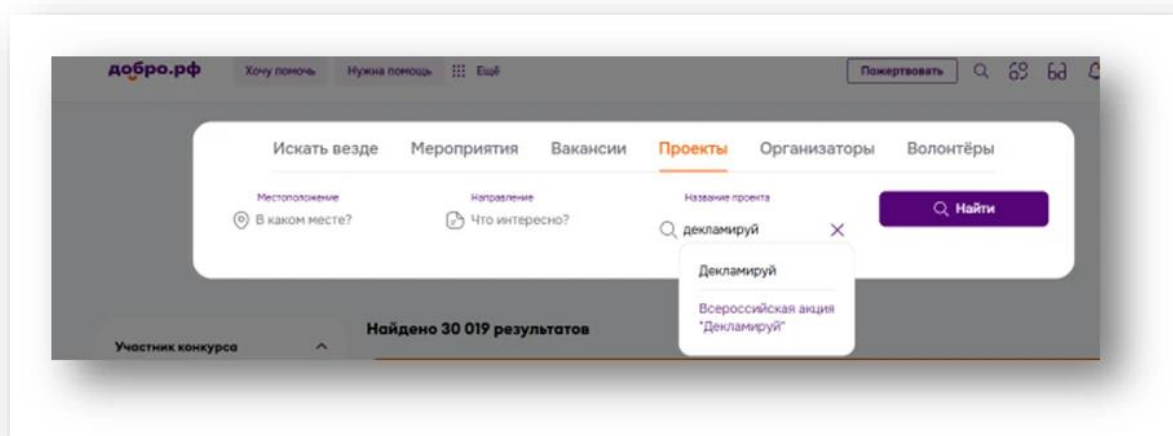 добро.рф Хочу помочь Нужна помощь Ещё Пожертвовать
Искать везде Мероприятия Вакансии Проекты Организаторы Волонтёры
Местоположение Направление Название проекта
В каком месте? Что интересно? декламируй Найти
Декламируй
Всероссийская акция
"Декламируй"
Найдено 30 019 результатов
Участник конкурса